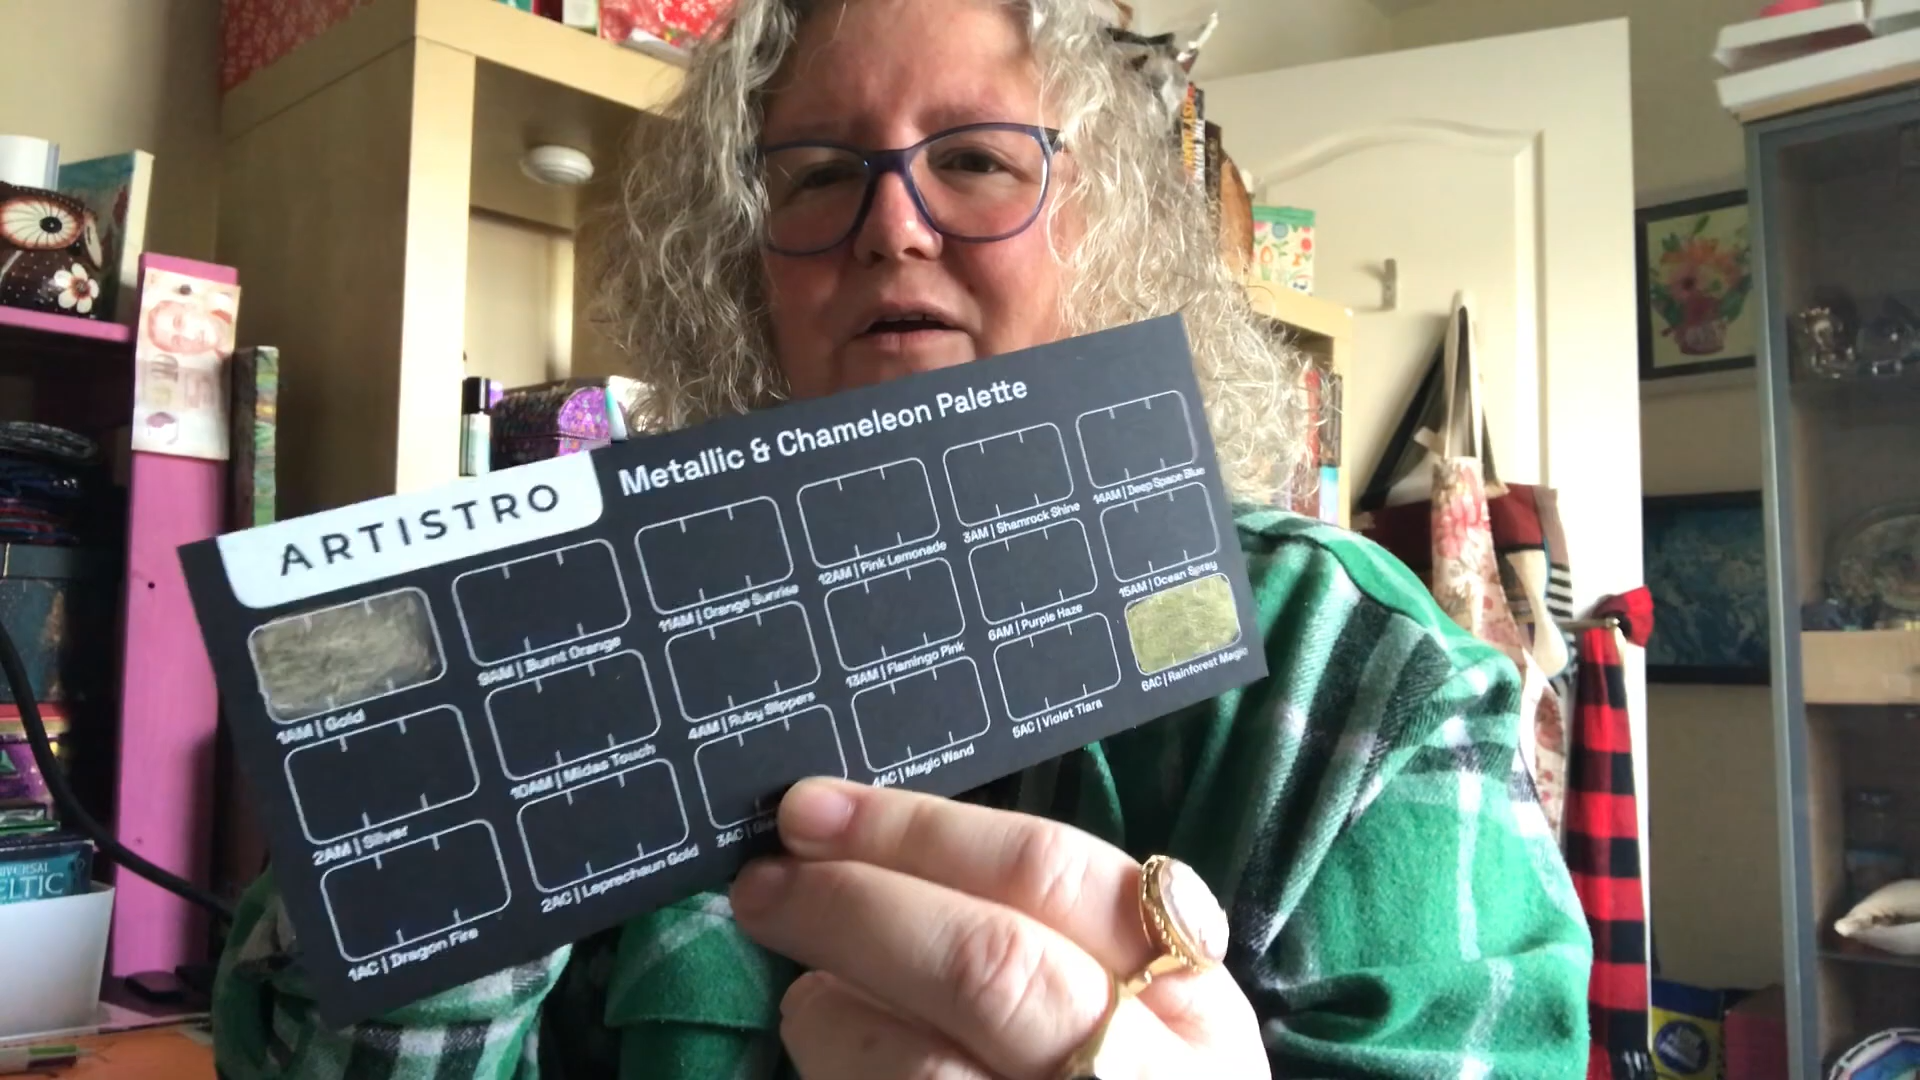 ARTISTRO
Metallic & Chameleon Palette
1AM | Gold
9AM | Burnt Orange
11AM | Orange Sunrise
12AM | Pink Lemonade
3AM | Shamrock Shine
14AM | Deep Space Blue
2AM | Silver
10AM | Midas Touch
4AM | Ruby Slippers
13AM | Flamingo Pink
6AM | Purple Haze
15AM | Ocean Spray
1AC | Dragon Fire
2AC | Leprechaun Gold
3AC |
4AC | Magic Wand
5AC | Violet Tiara
6AC | Rainforest Magic